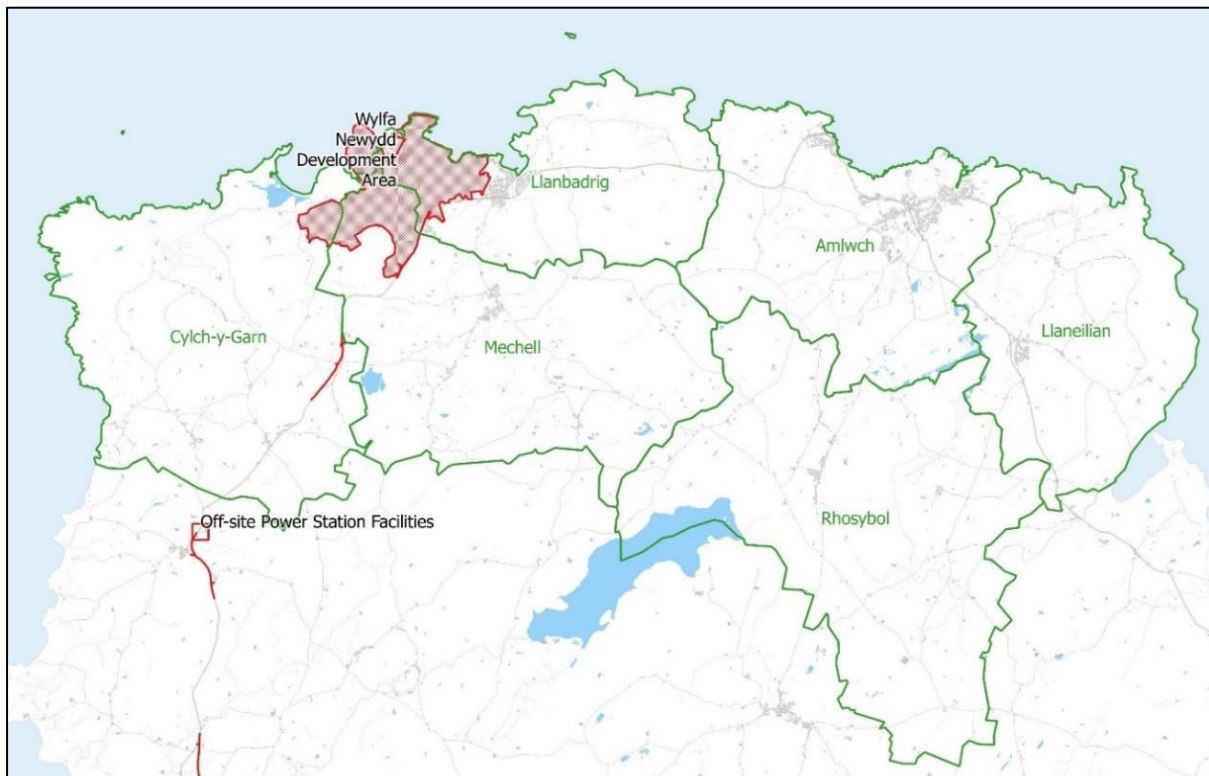 Wylfa
Newydd
Development
Area
Llanbadrig
Amlwch
Cylch-y-Garn
Mechell
Llaneilian
Off-site Power Station Facilities
Rhosybol